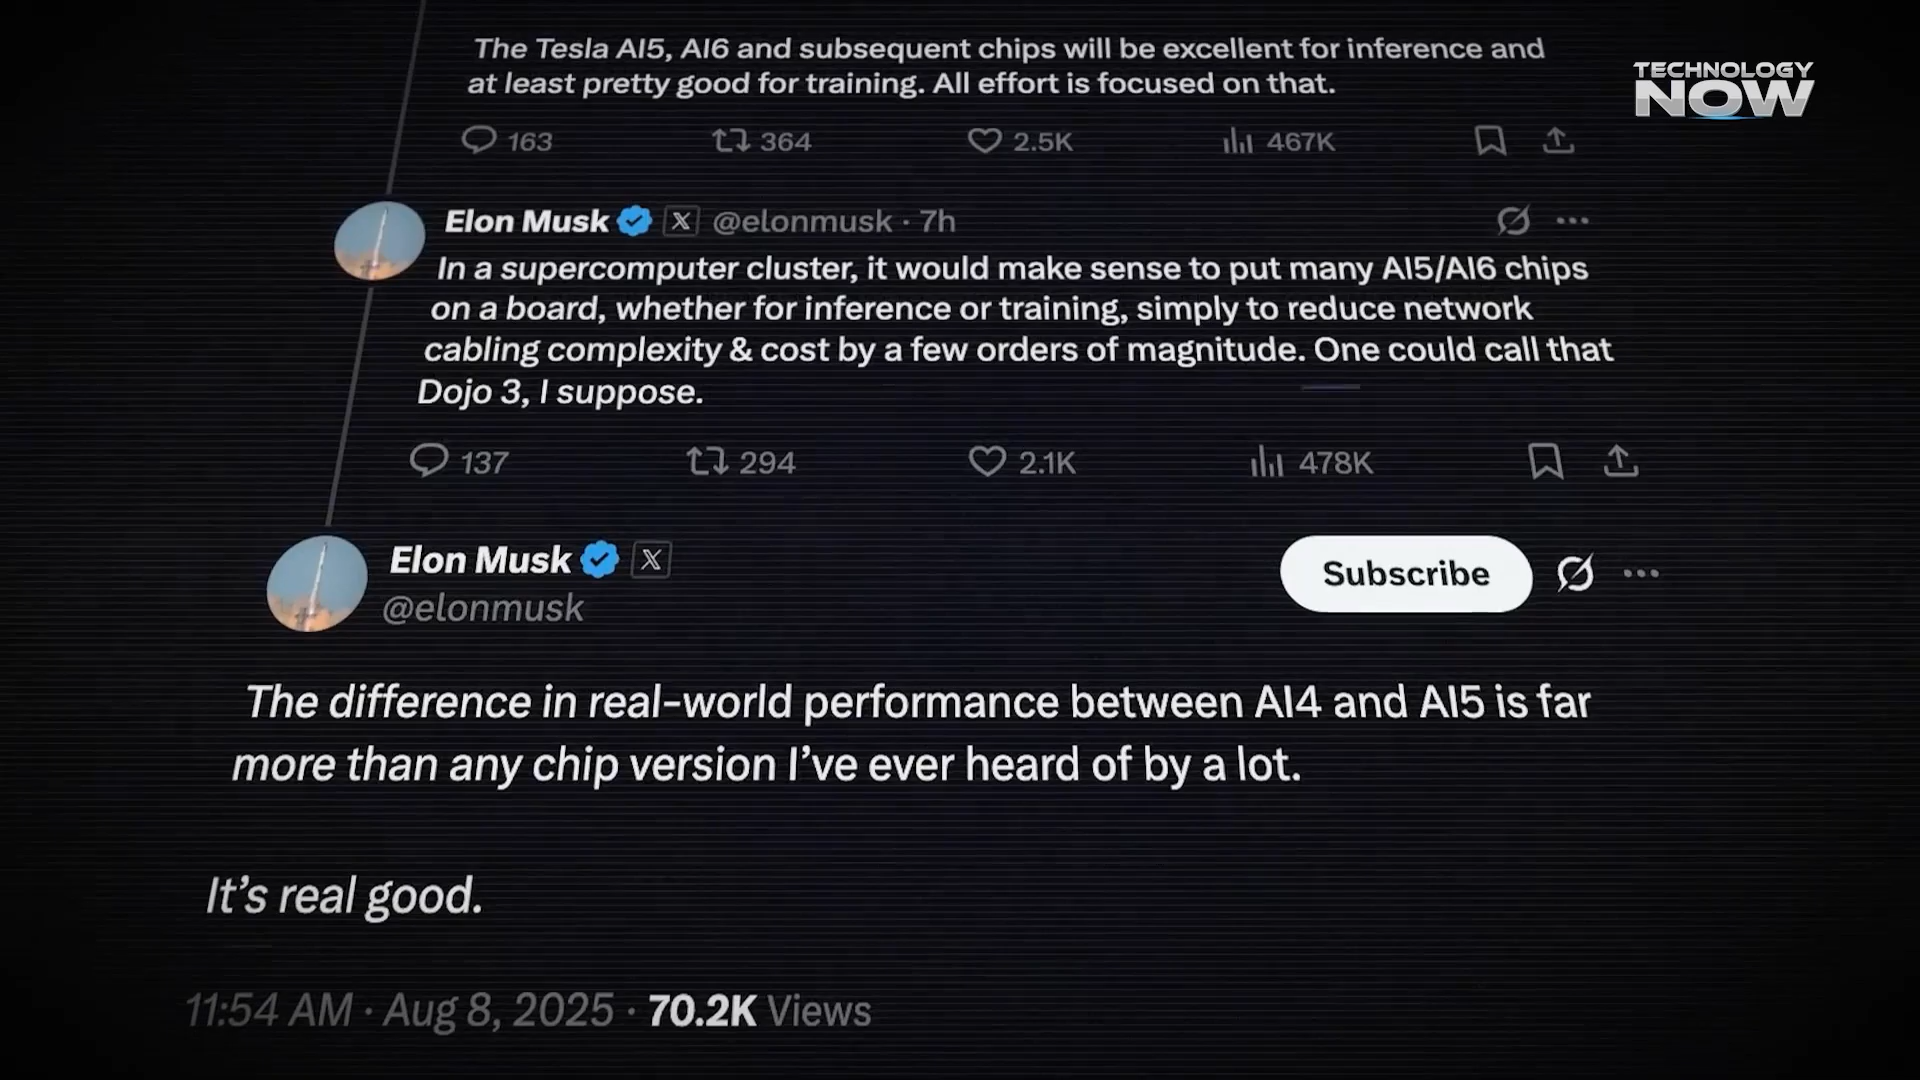 The Tesla AI5, AI6 and subsequent chips will be excellent for inference and
at least pretty good for training. All effort is focused on that.
TECHNOLOGY
NOW
163 364 2.5K 467K
Elon Musk X @elonmusk · 7h
In a supercomputer cluster, it would make sense to put many AI5/AI6 chips
on a board, whether for inference or training, simply to reduce network
cabling complexity & cost by a few orders of magnitude. One could call that
Dojo 3, I suppose.
137 294 2.1K 478K
Elon Musk X
@elonmusk
Subscribe
The difference in real-world performance between AI4 and AI5 is far
more than any chip version I’ve ever heard of by a lot.
It’s real good.
11:54 AM · Aug 8, 2025 · 70.2K Views